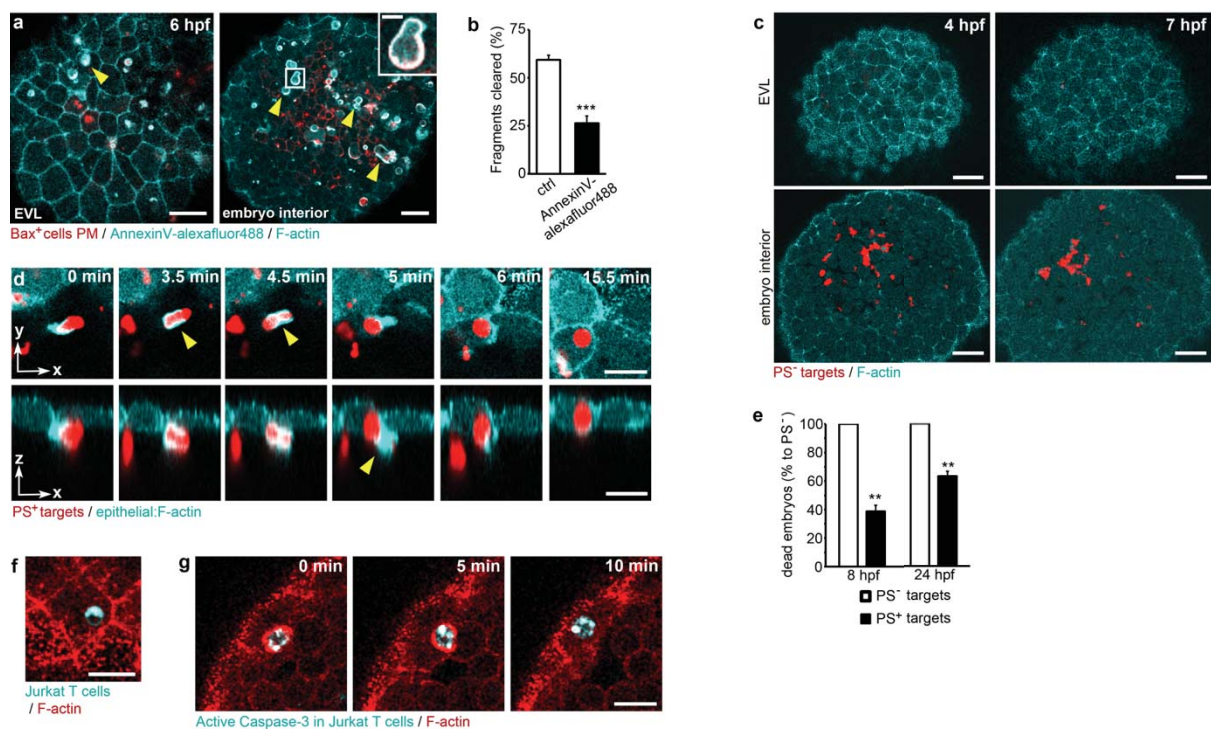 a
6 hpf
EVL
embryo interior
Bax⁺cells PM / AnnexinV-alexafluor488 / F-actin
b
Fragments cleared (%)
75
50
25
0
***
ctrl
AnnexinV-
alexafluor488
c
4 hpf
7 hpf
EVL
embryo interior
PS⁻ targets / F-actin
d
0 min
3.5 min
4.5 min
5 min
6 min
15.5 min
y
x
z
x
PS⁺targets / epithelial:F-actin
e
dead embryos (% to PS⁻)
100
80
60
40
20
0
**
**
8 hpf
24 hpf
PS⁻ targets
PS⁺ targets
f
Jurkat T cells
/ F-actin
g
0 min
5 min
10 min
Active Caspase-3 in Jurkat T cells / F-actin